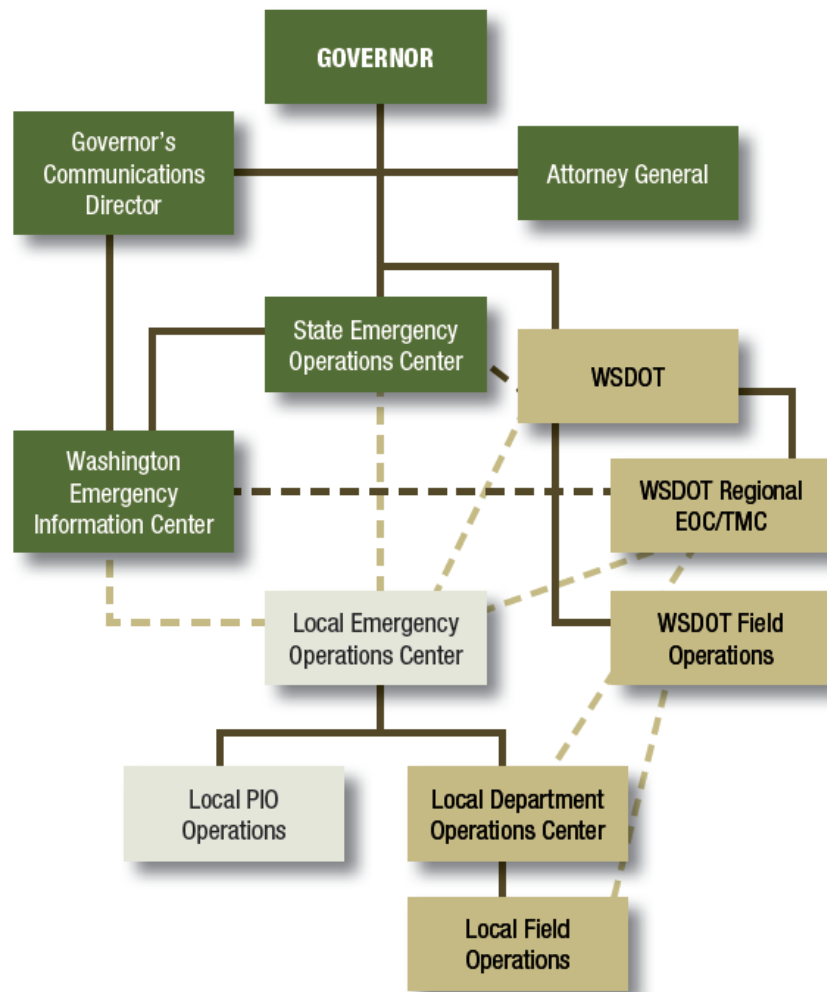 GOVERNOR
Governor's
Communications
Director
Attorney General
State Emergency
Operations Center
WSDOT
Washington
Emergency
Information Center
WSDOT Regional
EOC/TMC
Local Emergency
Operations Center
WSDOT Field
Operations
Local PIO
Operations
Local Department
Operations Center
Local Field
Operations